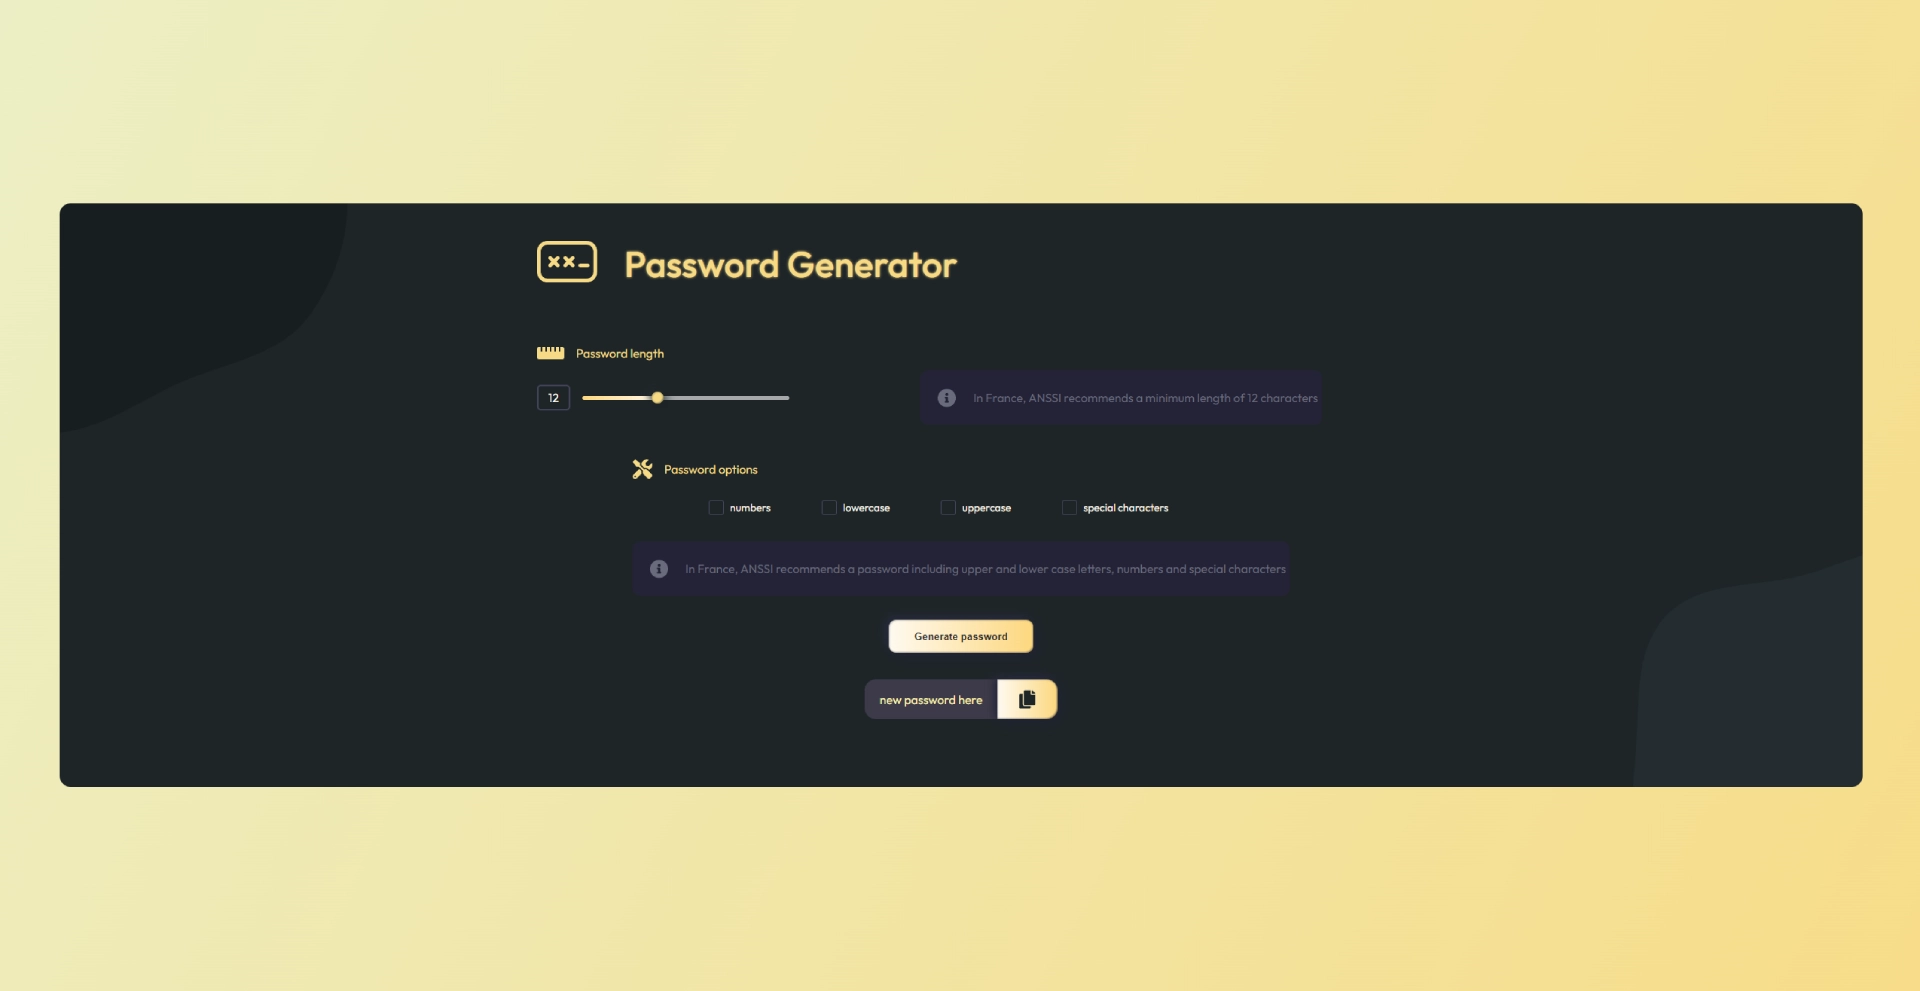 Password Generator
Password length
12
In France, ANSSI recommends a minimum length of 12 characters
Password options
numbers
lowercase
uppercase
special characters
In France, ANSSI recommends a password including upper and lower case letters, numbers and special characters
Generate password
new password here